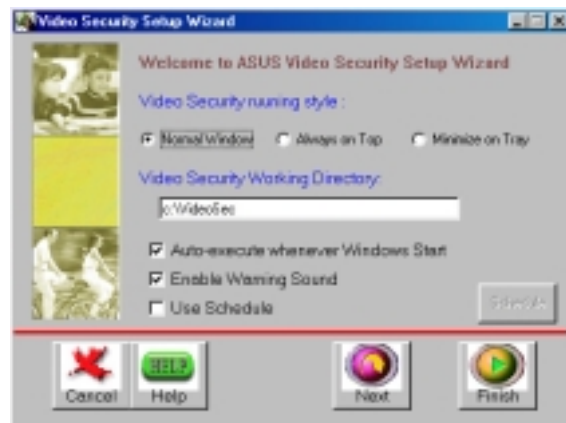 Video Security Setup Wizard
Welcome to ASUS Video Security Setup Wizard
Video Security ruuning style :
Normal Window Always on Top Minimize on Tray
Video Security Working Directory:
c:\VideoSec
Auto-execute whenever Windows Start
Enable Warning Sound
Use Schedule
Schedule
HELP
Cancel Help Next Finish